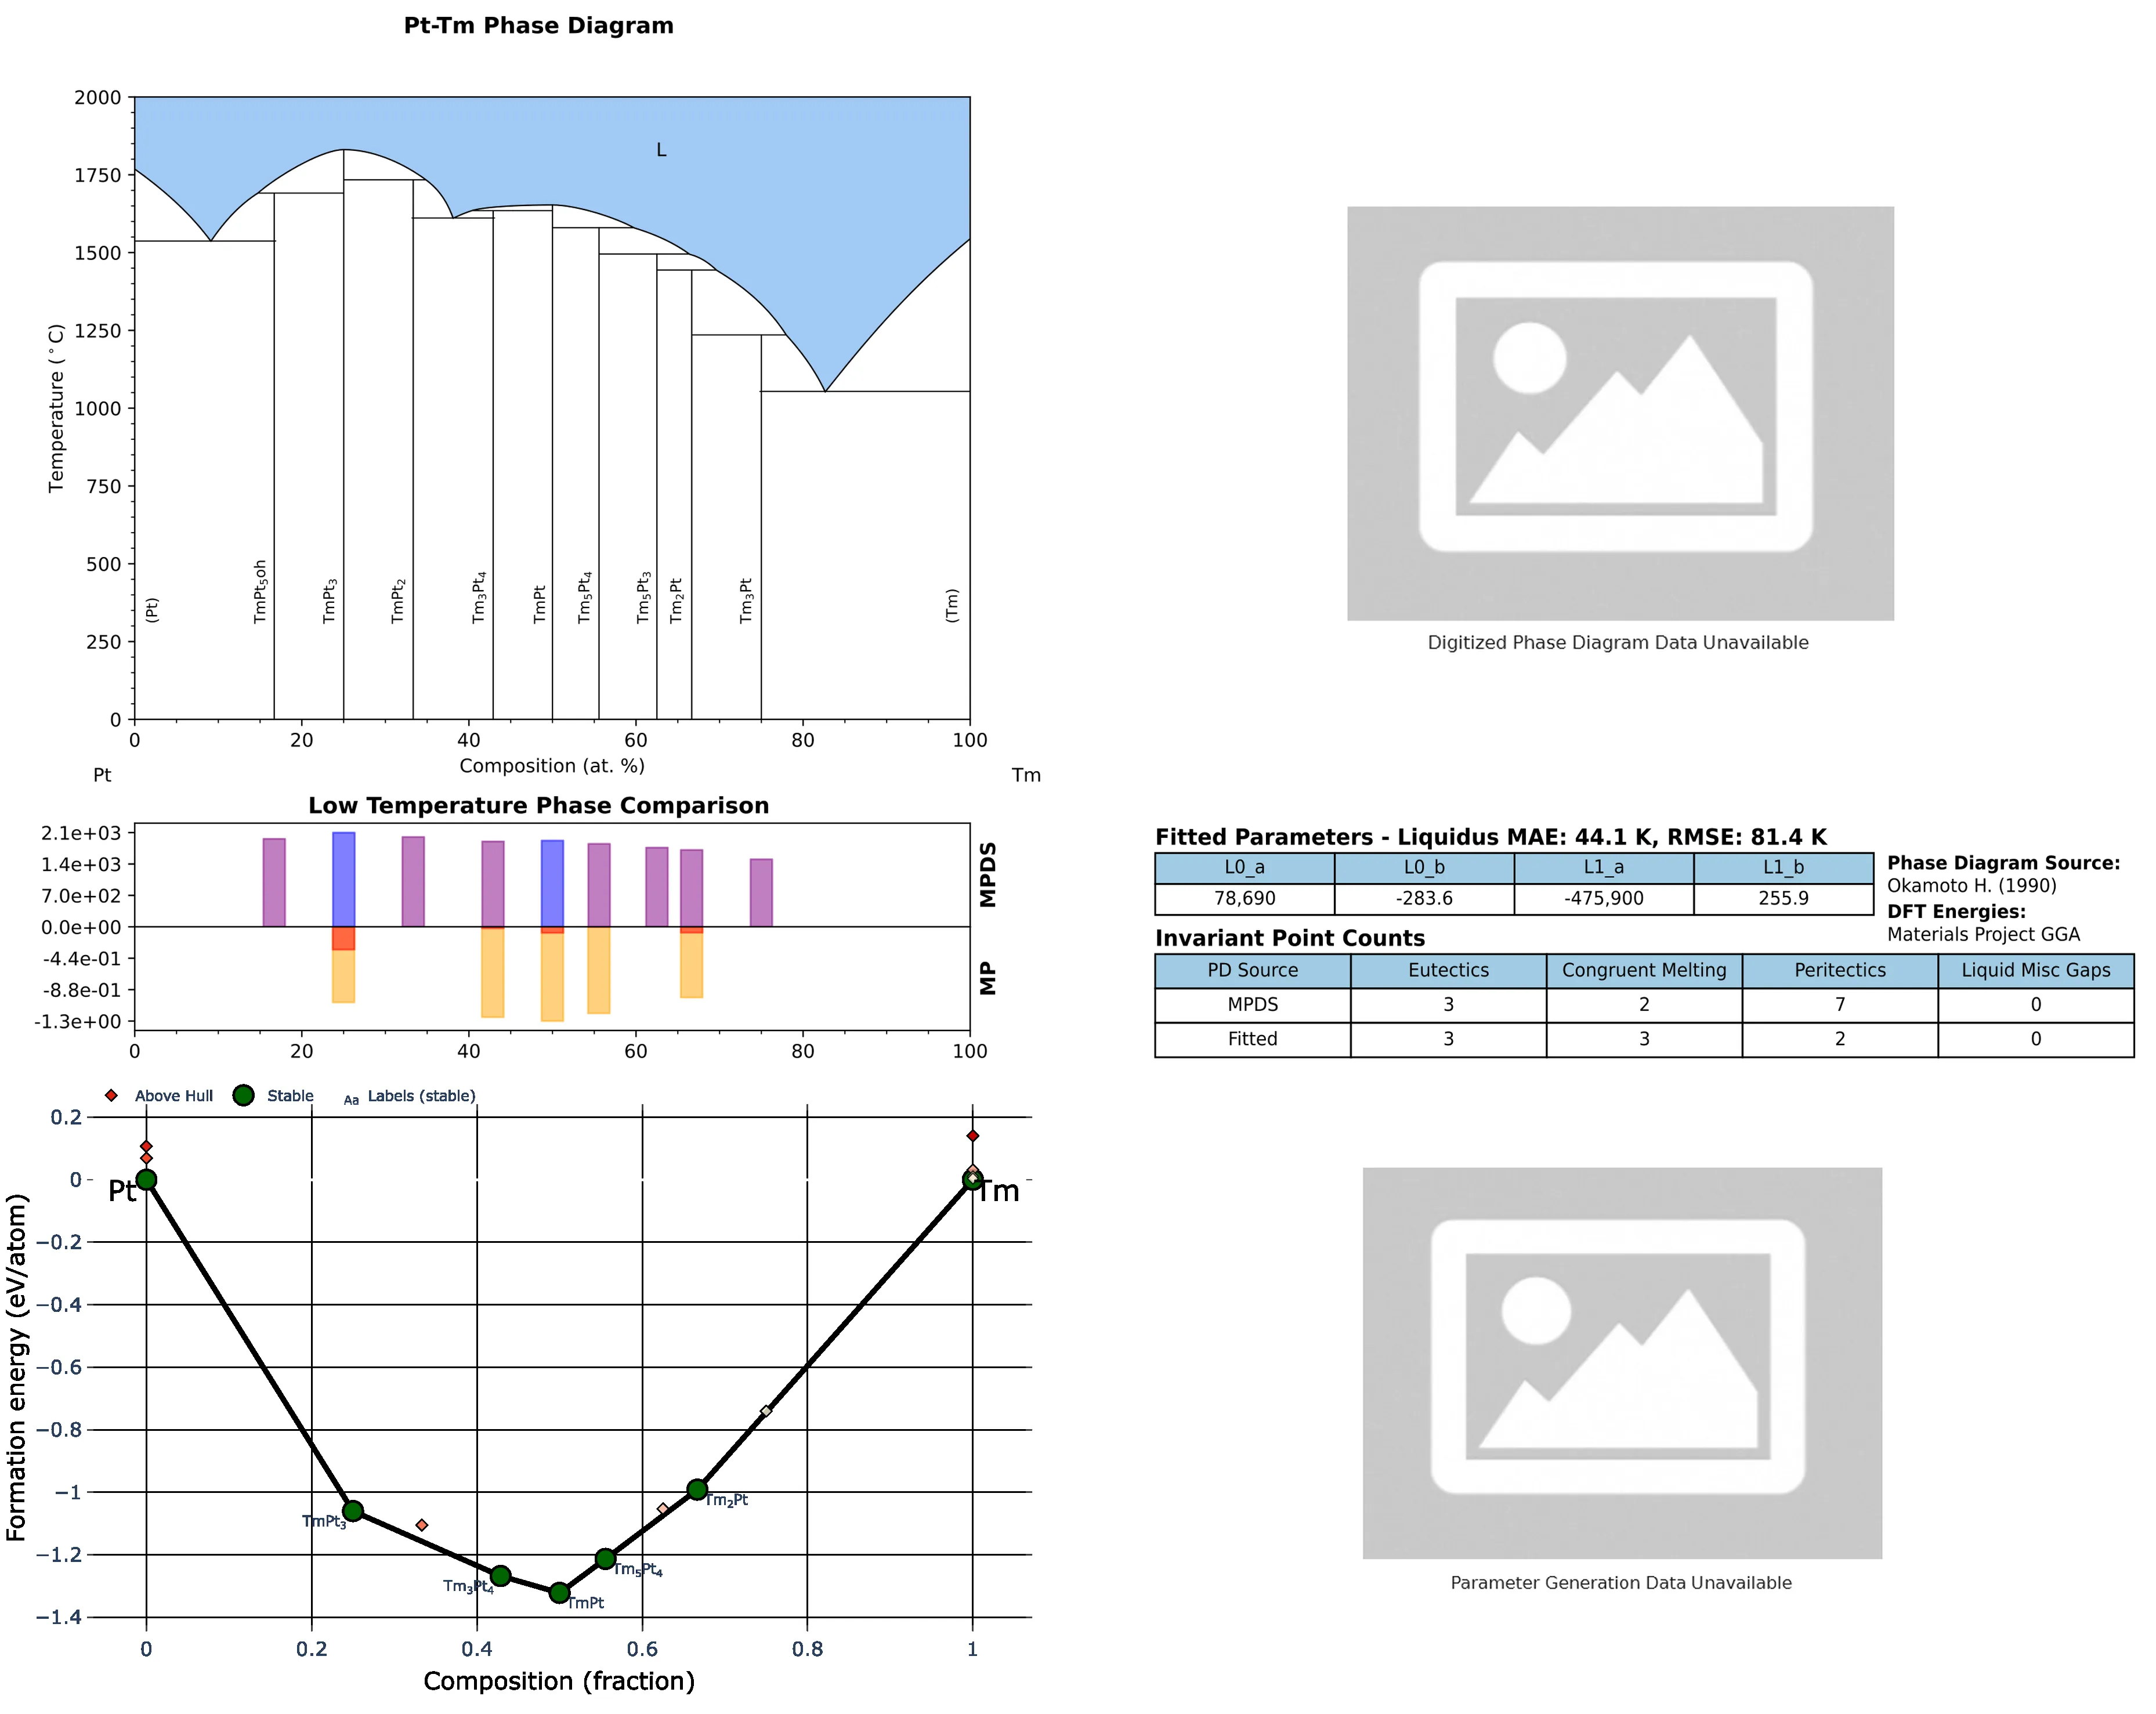 Pt-Tm Phase Diagram
2000
1750
1500
1250
1000
750
500
250
0
Temperature (°C)
L
(Pt)
TmPt5oh
TmPt3
TmPt2
Tm3Pt4
TmPt
Tm5Pt4
Tm5Pt3
Tm2Pt
Tm3Pt
(Tm)
0 20 40 60 80 100
Composition (at. %)
Pt Tm
Digitized Phase Diagram Data Unavailable
Low Temperature Phase Comparison
2.1e+03
1.4e+03
7.0e+02
0.0e+00
-4.4e-01
-8.8e-01
-1.3e+00
MPDS
MP
0 20 40 60 80 100
Fitted Parameters - Liquidus MAE: 44.1 K, RMSE: 81.4 K
L0_a L0_b L1_a L1_b
78,690 -283.6 -475,900 255.9
Phase Diagram Source:
Okamoto H. (1990)
DFT Energies:
Materials Project GGA
Invariant Point Counts
PD Source Eutectics Congruent Melting Peritectics Liquid Misc Gaps
MPDS 3 2 7 0
Fitted 3 3 2 0
Above Hull Stable Aa Labels (stable)
0.2
0
−0.2
−0.4
−0.6
−0.8
−1
−1.2
−1.4
Formation energy (eV/atom)
Pt
Tm
TmPt3
Tm3Pt4
TmPt
Tm5Pt4
Tm2Pt
0 0.2 0.4 0.6 0.8 1
Composition (fraction)
Parameter Generation Data Unavailable